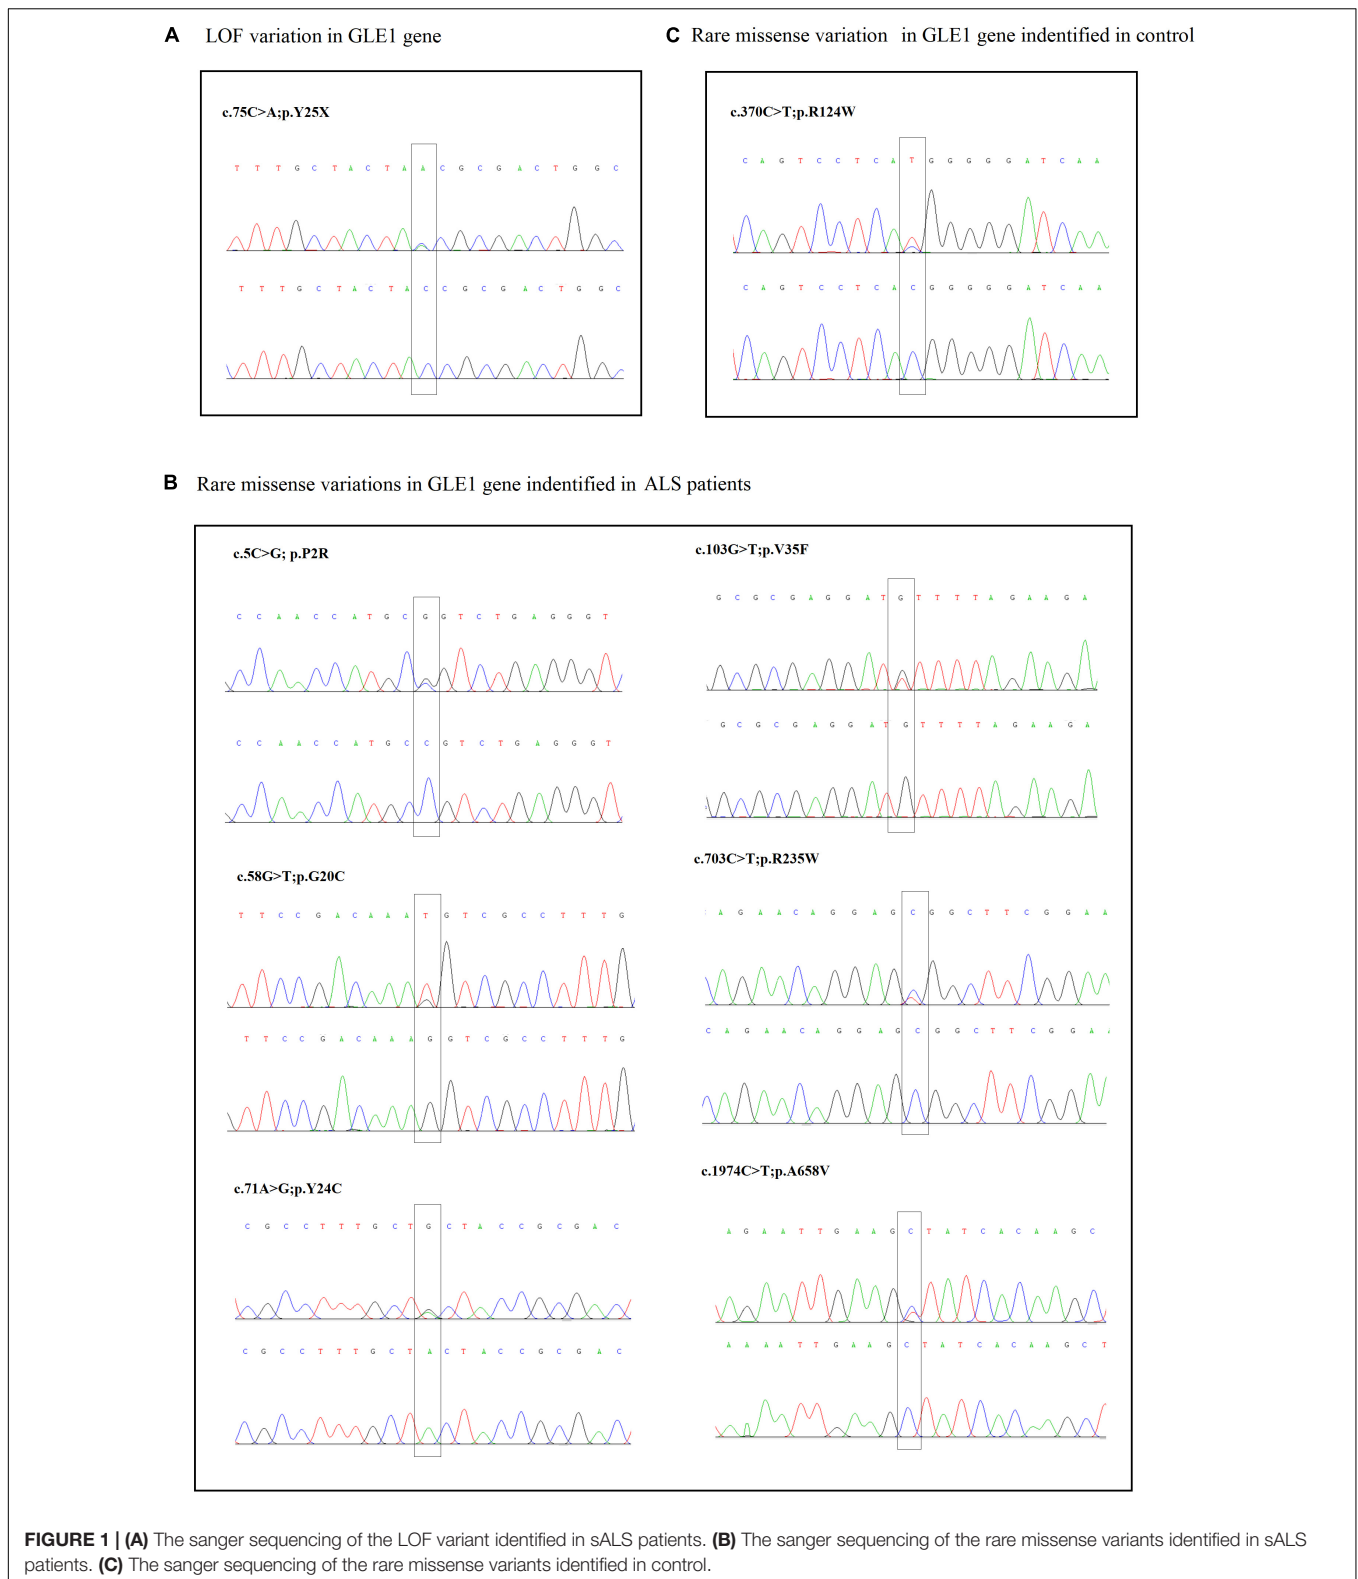 A LOF variation in GLE1 gene
c.75C>A;p.Y25X
T T T G C T A C T A A C G C G A C T G G C
T T T G C T A C T A C C G C G A C T G G C
C Rare missense variation in GLE1 gene indentified in control
c.370C>T;p.R124W
C A G T C C T C A T G G G G G A T C A A
C A G T C C T C A C G G G G G A T C A A
B Rare missense variations in GLE1 gene indentified in ALS patients
c.5C>G; p.P2R
C C A A C C A T G C G G T C T G A G G G T
C C A A C C A T G C C G T C T G A G G G T
c.103G>T;p.V35F
G C G C G A G G A T G T T T T A G A A G A
G C G C G A G G A T G T T T T A G A A G A
c.58G>T;p.G20C
T T C C G A C A A A T G T C G C C T T T G
T T C C G A C A A A G G T C G C C T T T G
c.703C>T;p.R235W
A G A A C A G G A G C G G C T T C G G A A
C A G A A C A G G A G C G G C T T C G G A A
c.71A>G;p.Y24C
C G C C T T T G C T G C T A C C G C G A C
C G C C T T T G C T A C T A C C G C G A C
c.1974C>T;p.A658V
A G A A T T G A A G C T A T C A C A A G C
A A A A T T G A A G C T A T C A C A A G C T
FIGURE 1 | (A) The sanger sequencing of the LOF variant identified in sALS patients. (B) The sanger sequencing of the rare missense variants identified in sALS
patients. (C) The sanger sequencing of the rare missense variants identified in control.